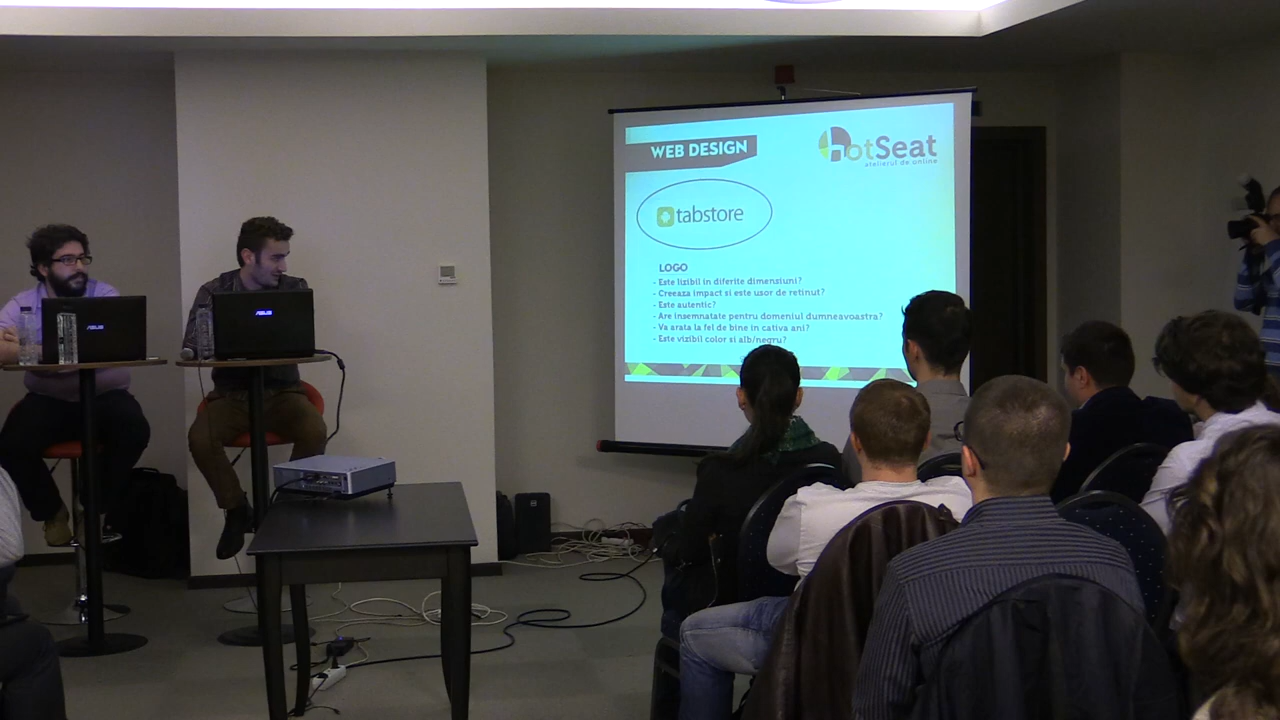 WEB DESIGN
hotSeat
atelierul de online
tabstore
LOGO
- Este lizibil in diferite dimensiuni?
- Creeaza impact si este usor de retinut?
- Este autentic?
- Are insemnatate pentru domeniul dumneavoastra?
- Va arata la fel de bine in cativa ani?
- Este vizibil color si alb/negru?
ASUS
ASUS